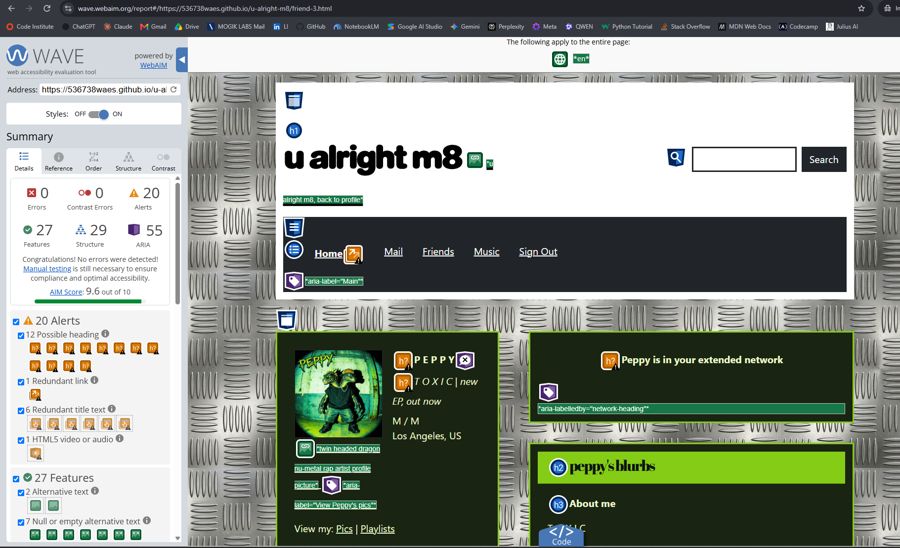 wave.webaim.org/report#/https://536738waes.github.io/u-alright-m8/friend-3.html
Code Institute ChatGPT Claude Gmail Drive MOGIK LABS Mail LI GitHub NotebookLM Google AI Studio Gemini Perplexity Meta QWEN Python Tutorial Stack Overflow MDN Web Docs Codecamp Julius AI
WAVE
web accessibility evaluation tool
powered by
WebAIM
Address: https://536738waes.github.io/u-al
Styles: OFF ON
Summary
Details Reference Order Structure Contrast
0 Errors
0 Contrast Errors
20 Alerts
27 Features
29 Structure
55 ARIA
Congratulations! No errors were detected!
Manual testing is still necessary to ensure
compliance and optimal accessibility.
AIM Score: 9.6 out of 10
20 Alerts
12 Possible heading
1 Redundant link
6 Redundant title text
1 HTML5 video or audio
27 Features
2 Alternative text
7 Null or empty alternative text
The following apply to the entire page:
*en*
h1
u alright m8 *u
alright m8, back to profile*
Search
Home Mail Friends Music Sign Out
*aria-label="Main"*
PEPPY
h? P E P P Y
h? T O X I C | new
EP, out now
M / M
Los Angeles, US
*twin headed dragon
nu-metal rap artist profile
picture* *aria-
label="View Peppy's pics"*
View my: Pics | Playlists
h? Peppy is in your extended network
*aria-labelledby="network-heading"*
h2 peppy's blurbs
h3 About me
T O X I C
</> Code